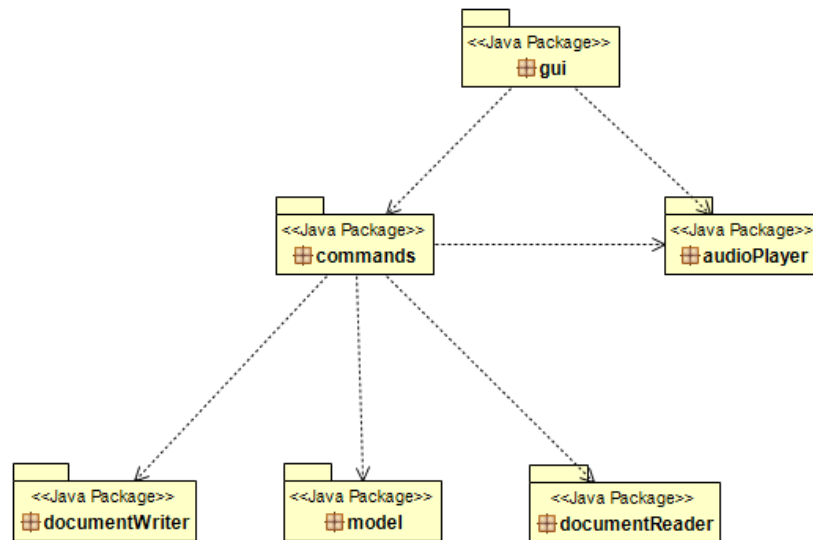 <<Java Package>>
gui
<<Java Package>>
commands
<<Java Package>>
audioPlayer
<<Java Package>>
documentWriter
<<Java Package>>
model
<<Java Package>>
documentReader